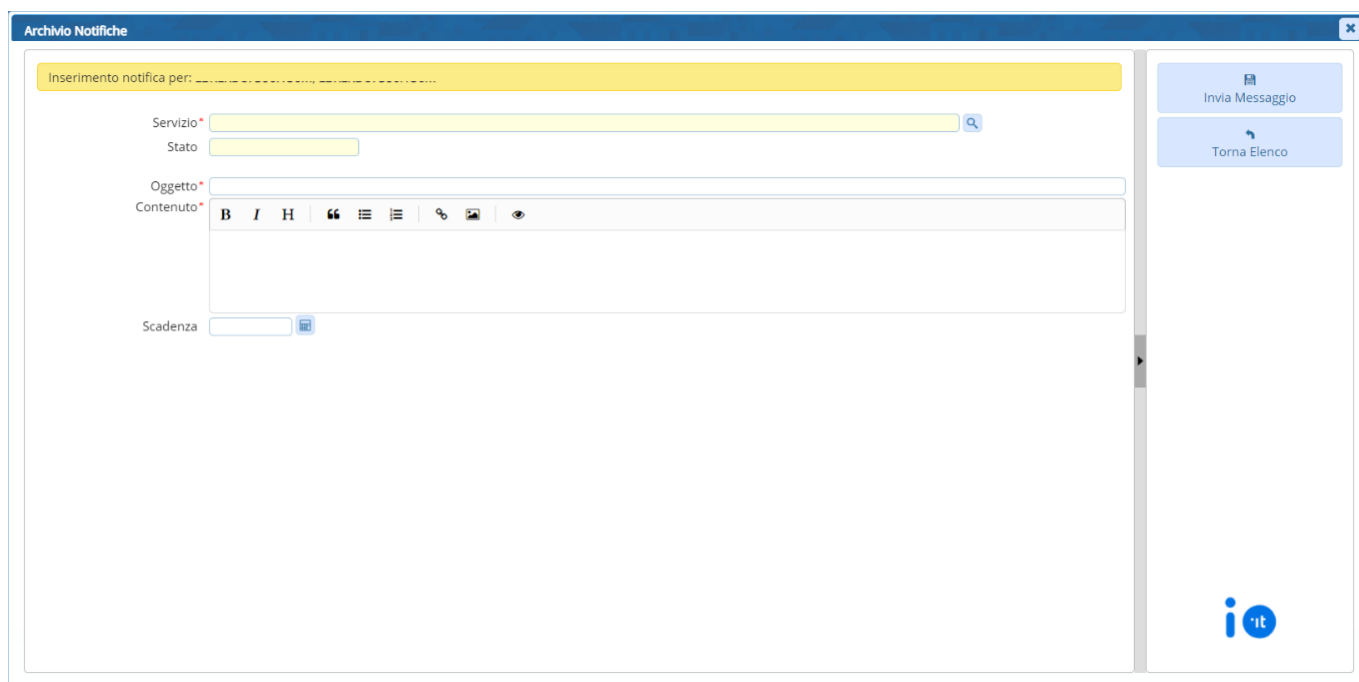 Archivio Notifiche
Inserimento notifica per:
Servizio*
Stato
Oggetto*
Contenuto*
B I H
Scadenza
Invia Messaggio
Torna Elenco
io it